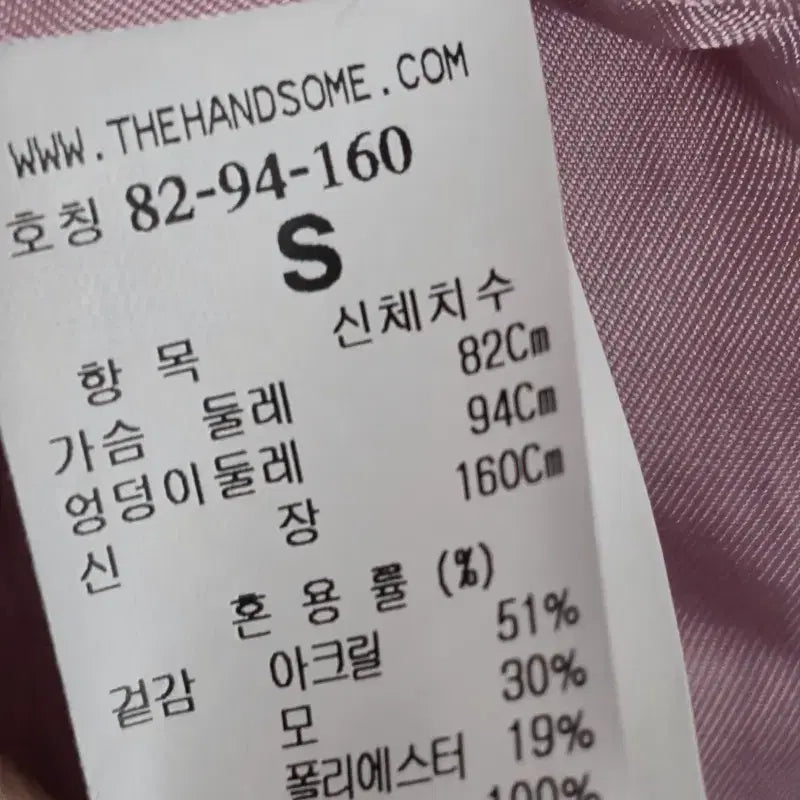 WWW.THEHANDSOME.COM
호칭 82-94-160
S
항 목 신체치수
가슴 둘레 82Cm
엉덩이둘레 94Cm
신 장 160Cm
혼 용 률 (%)
겉감 아크릴 51%
모 30%
폴리에스터 19%
100%